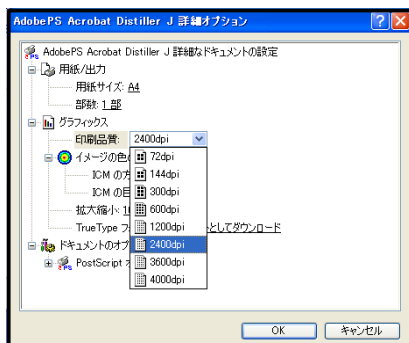 AdobePS Acrobat Distiller J 詳細オプション
AdobePS Acrobat Distiller J 詳細なドキュメントの設定
用紙/出力
用紙サイズ: A4
部数: 1 部
グラフィックス
印刷品質: 2400dpi
72dpi
イメージの色
144dpi
ICM の方
300dpi
ICM の目
600dpi
拡大縮小:
1200dpi
TrueType フ
としてダウンロード
2400dpi
ドキュメントのオプ
3600dpi
PostScript オ
4000dpi
OK
キャンセル